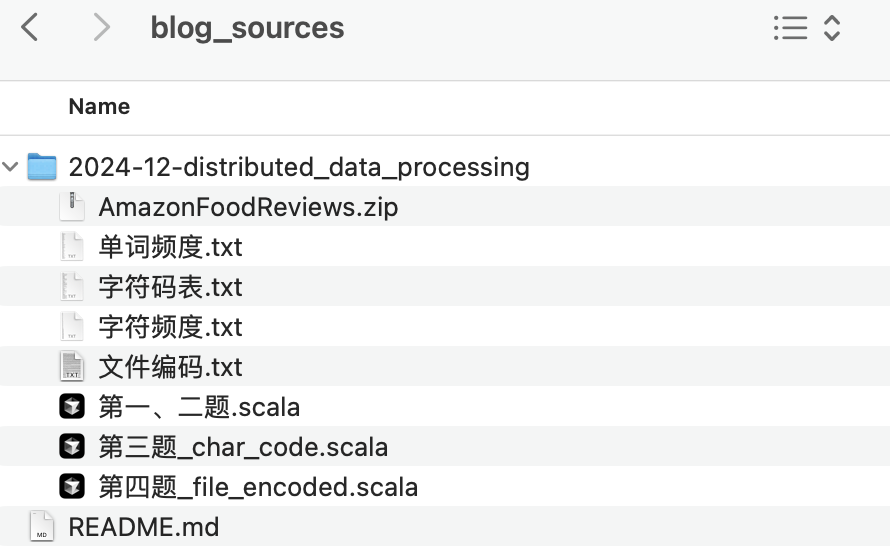 blog_sources
Name
2024-12-distributed_data_processing
AmazonFoodReviews.zip
单词频度.txt
字符码表.txt
字符频度.txt
文件编码.txt
第一、二题.scala
第三题_char_code.scala
第四题_file_encoded.scala
README.md